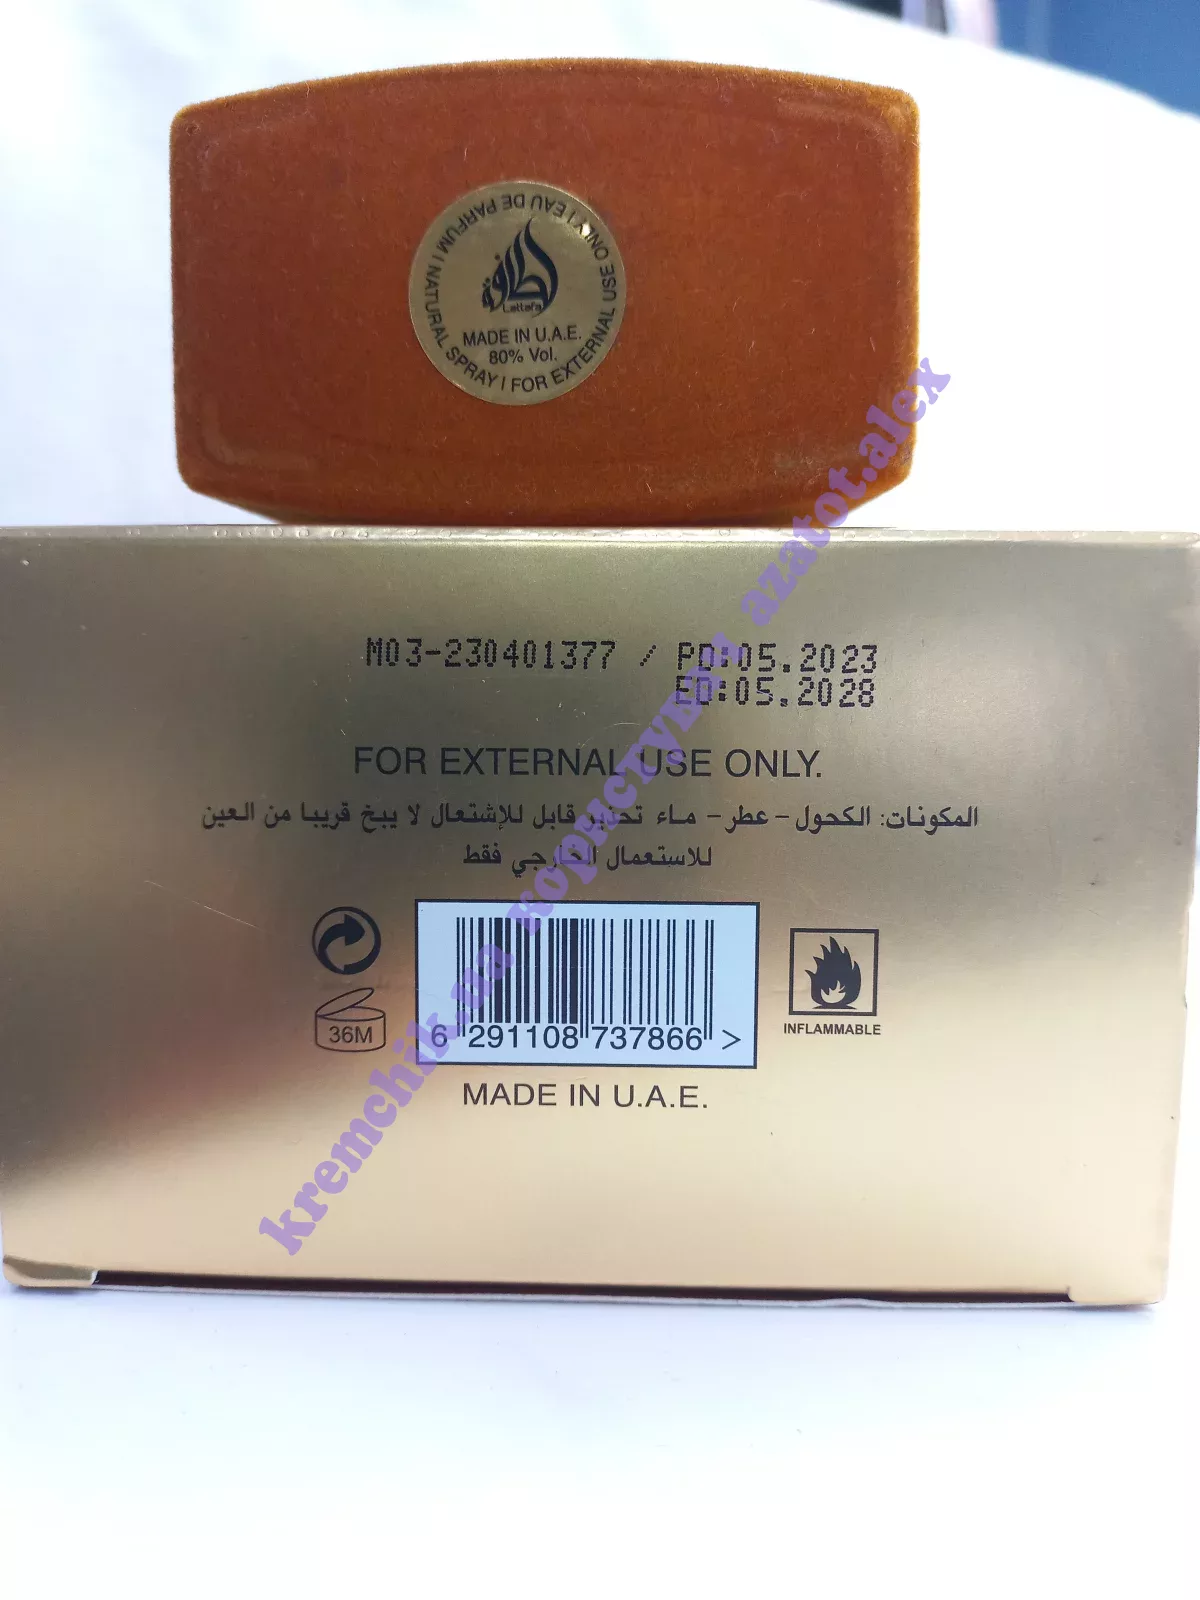 NATURAL SPRAY | FOR EXTERNAL USE ONLY | EAU DE PARFUM |
لطافة
Lattafa
MADE IN U.A.E.
80% Vol.
M03-230401377 / PD:05.2023
ED:05.2028
FOR EXTERNAL USE ONLY.
المكونات: الكحول - عطر - ماء تحذير قابل للإشتعال لا يبخ قريبا من العين
للاستعمال الخارجي فقط
36M
6 291108 737866 >
INFLAMMABLE
MADE IN U.A.E.
kremchik.ua користувач azatot.alex